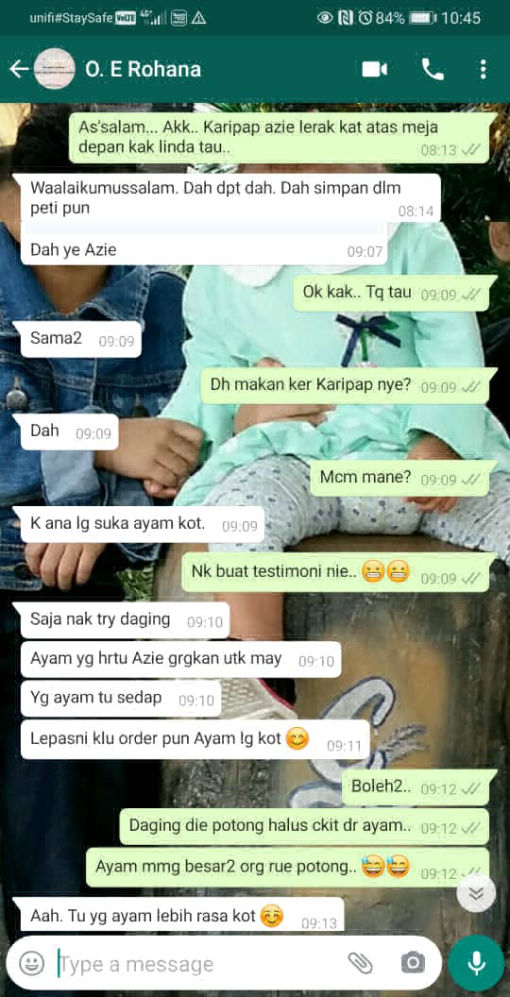 unifi#StaySafe VoLTE 4G+ 84% 10:45
O. E Rohana
As'salam... Akk.. Karipap azie lerak kat atas meja
depan kak linda tau.. 08:13
Waalaikumussalam. Dah dpt dah. Dah simpan dlm
peti pun 08:14
Dah ye Azie 09:07
Ok kak.. Tq tau 09:09
Sama2 09:09
Dh makan ker Karipap nye? 09:09
Dah 09:09
Mcm mane? 09:09
K ana lg suka ayam kot. 09:09
Nk buat testimoni nie.. 😬😬 09:09
Saja nak try daging 09:10
Ayam yg hrtu Azie grgkan utk may 09:10
Yg ayam tu sedap 09:10
Lepasni klu order pun Ayam lg kot 😊 09:11
Boleh2.. 09:12
Daging die potong halus ckit dr ayam.. 09:12
Ayam mmg besar2 org rue potong.. 😅😅 09:12
Aah. Tu yg ayam lebih rasa kot ☺️ 09:13
Type a message